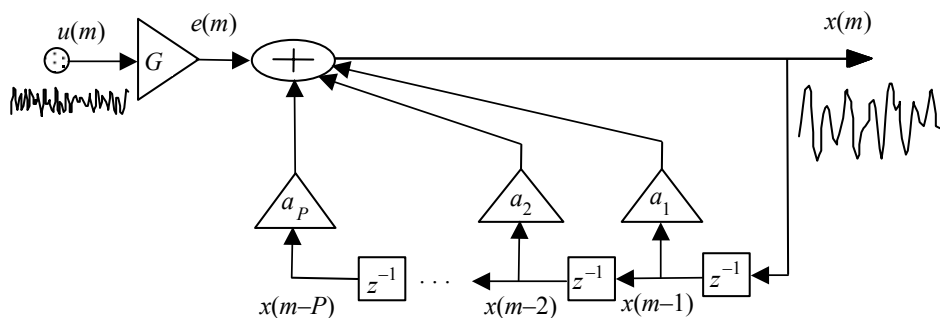 u(m)
e(m)
x(m)
G
+
a_P
a_2
a_1
z^{-1}
. . .
z^{-1}
z^{-1}
x(m–P)
x(m–2)
x(m–1)